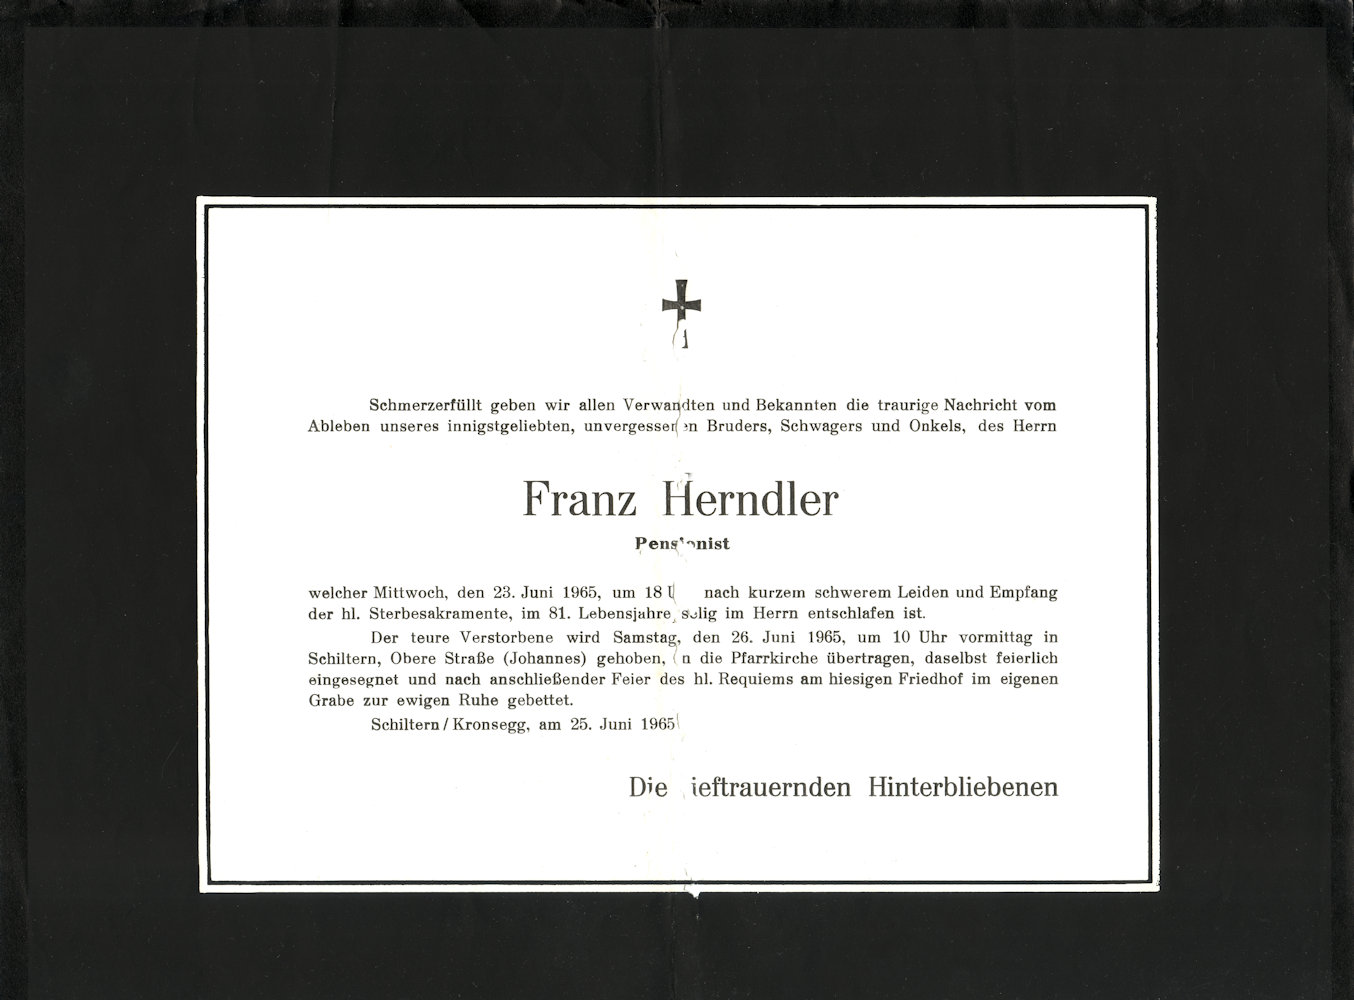 Schmerzerfüllt geben wir allen Verwandten und Bekannten die traurige Nachricht vom
Ableben unseres innigstgeliebten, unvergessenen Bruders, Schwagers und Onkels, des Herrn
Franz Herndler
Pensionist
welcher Mittwoch, den 23. Juni 1965, um 18 nach kurzem schwerem Leiden und Empfang
der hl. Sterbesakramente, im 81. Lebensjahre selig im Herrn entschlafen ist.
Der teure Verstorbene wird Samstag, den 26. Juni 1965, um 10 Uhr vormittag in
Schiltern, Obere Straße (Johannes) gehoben, in die Pfarrkirche übertragen, daselbst feierlich
eingesegnet und nach anschließender Feier des hl. Requiems am hiesigen Friedhof im eigenen
Grabe zur ewigen Ruhe gebettet.
Schiltern/Kronsegg, am 25. Juni 1965
Die ieftrauernden Hinterbliebenen